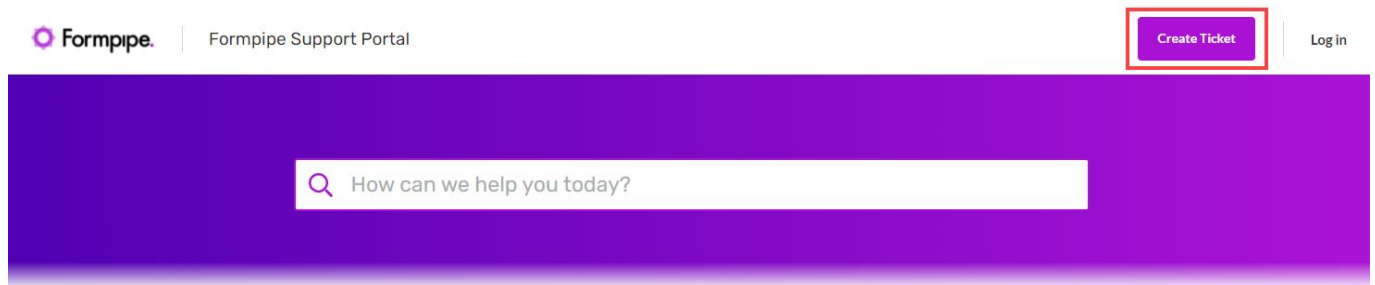 Formpipe.
Formpipe Support Portal
Create Ticket
Log in
How can we help you today?